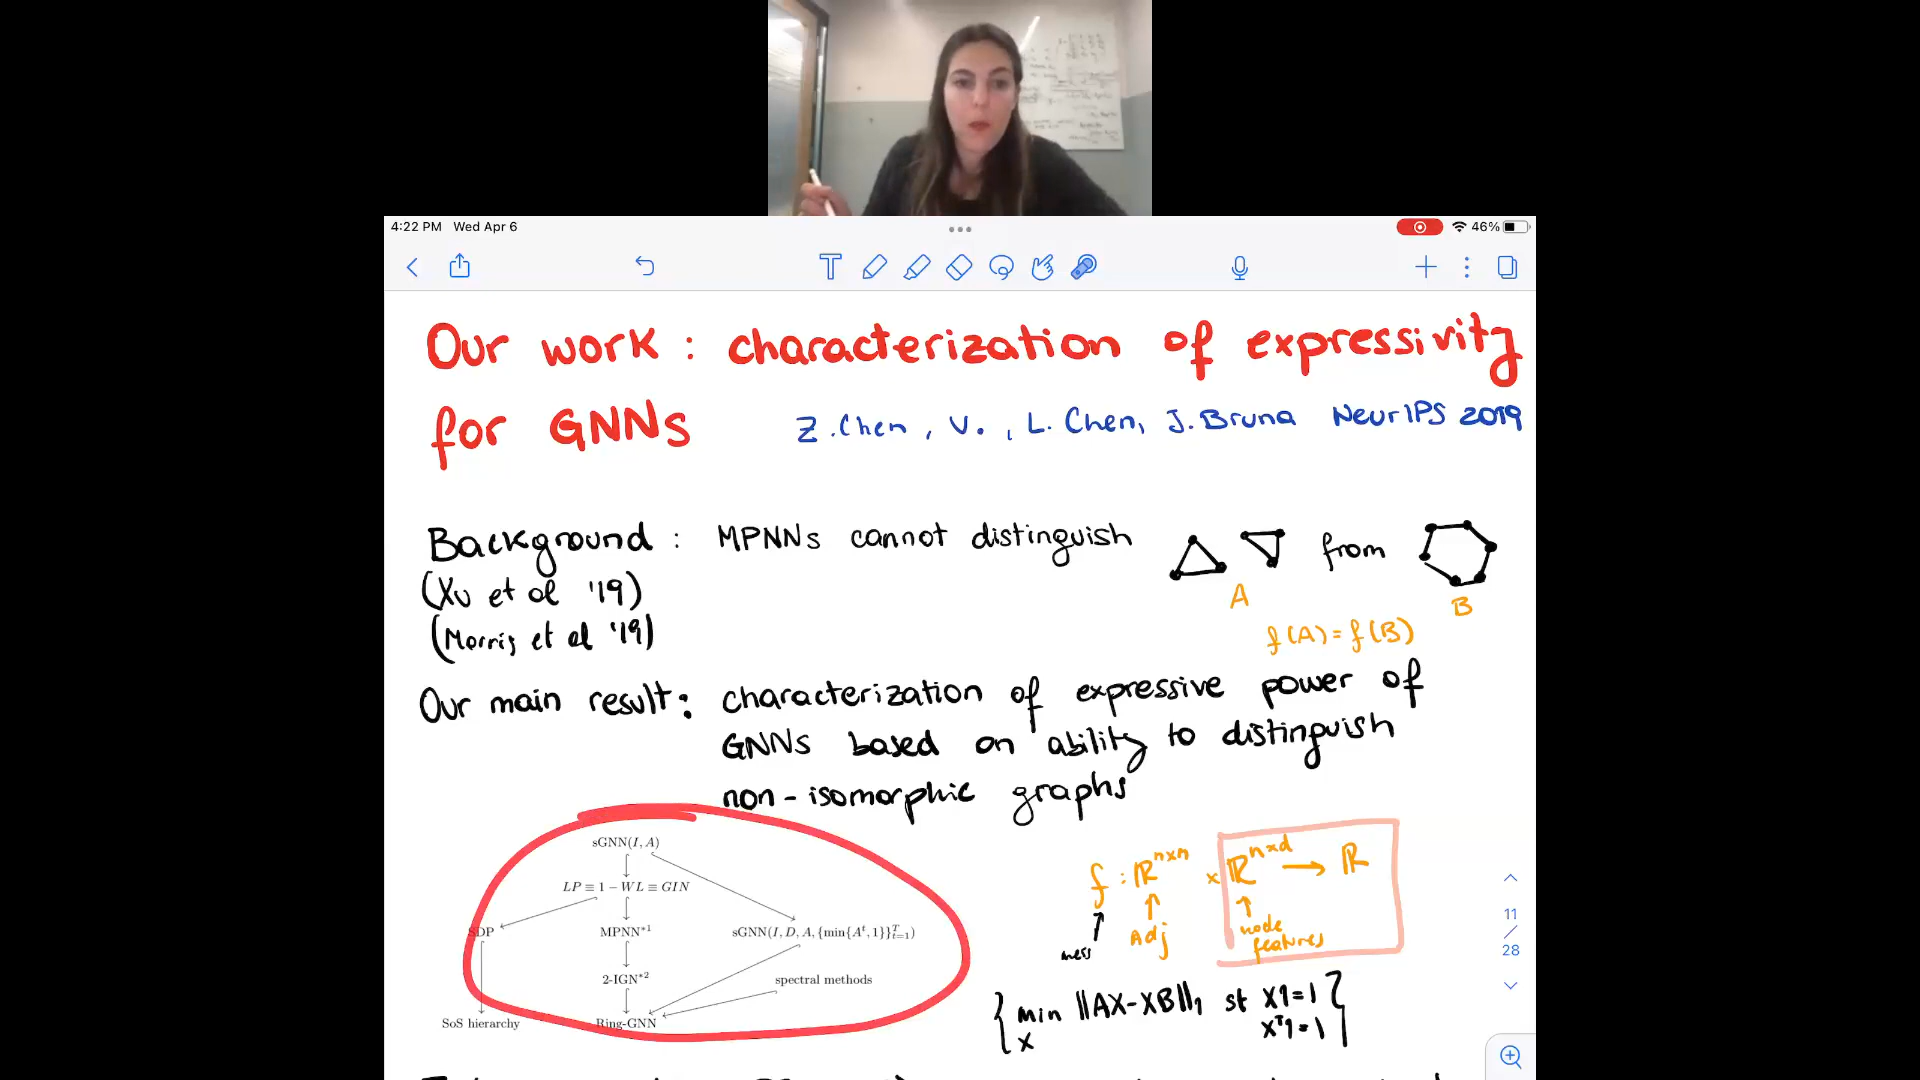 4:22 PM Wed Apr 6
46%
Our work : characterization of expressivity
for GNNs Z. Chen, V. , L. Chen, J. Bruna NeurIPS 2019
Background : MPNNs cannot distinguish from
(Xu et al '19)
(Morris et al '19)
A B
f(A) = f(B)
Our main result: characterization of expressive power of
GNNs based on ability to distinguish
non-isomorphic graphs
sGNN(I, A)
LP ≡ 1 − WL ≡ GIN
SDP MPNN*1 sGNN(I, D, A, {min{A^t, 1}}_{t=1}^T)
2-IGN*2 spectral methods
SoS hierarchy Ring-GNN
f : ℝ^{n×n} × ℝ^{n×d} → ℝ
Adj node
features
{ min ‖AX−XB‖₁ st X1=1 }
X X^T1=1
11
/
28